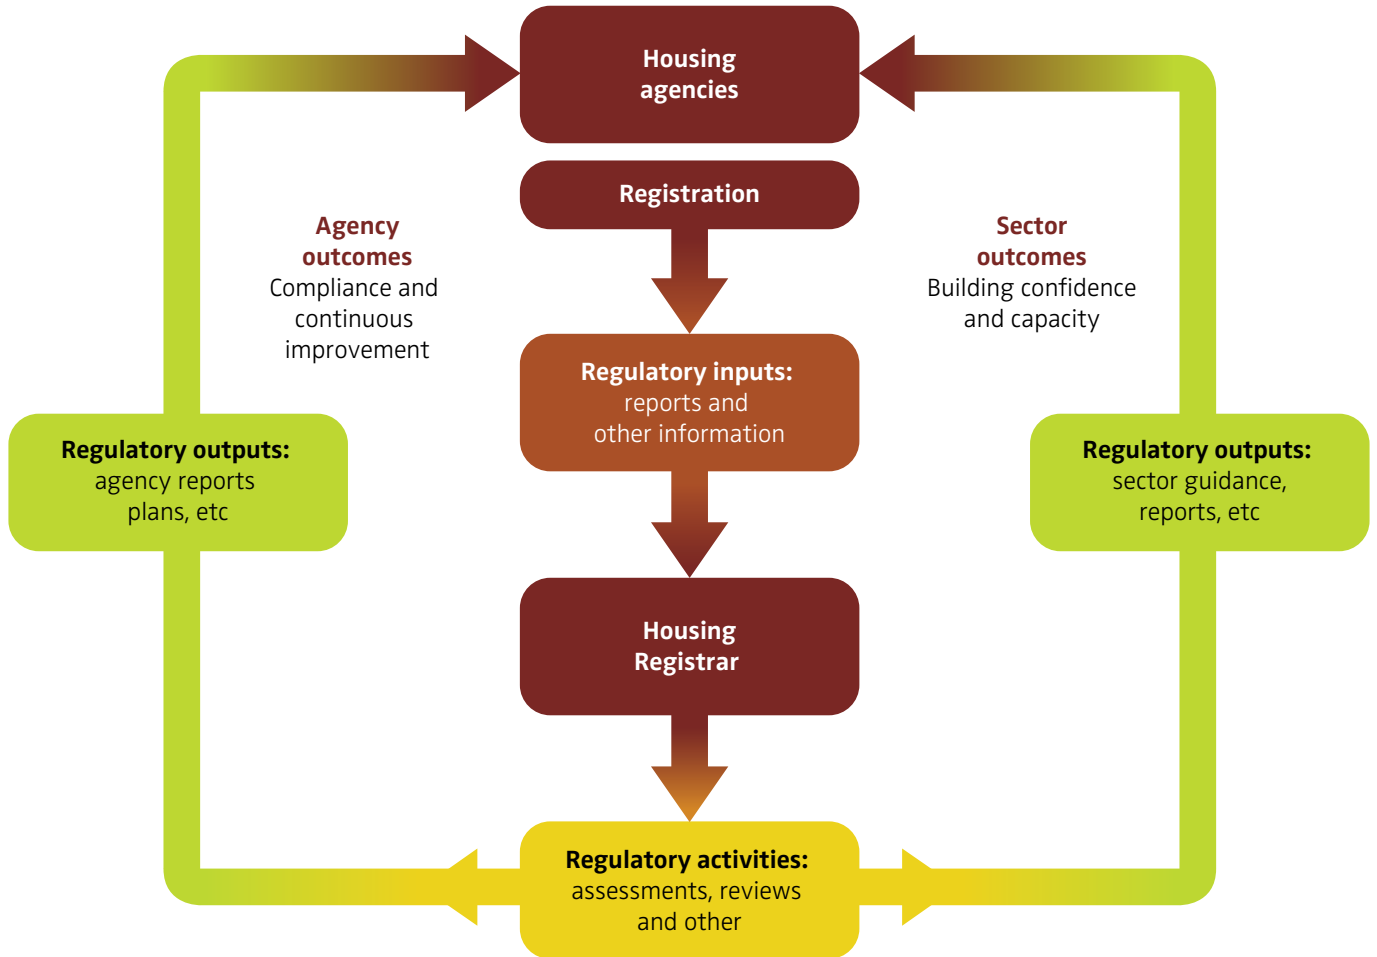 Housing
agencies
Registration
Agency
outcomes
Compliance and
continuous
improvement
Sector
outcomes
Building confidence
and capacity
Regulatory inputs:
reports and
other information
Regulatory outputs:
agency reports
plans, etc
Regulatory outputs:
sector guidance,
reports, etc
Housing
Registrar
Regulatory activities:
assessments, reviews
and other